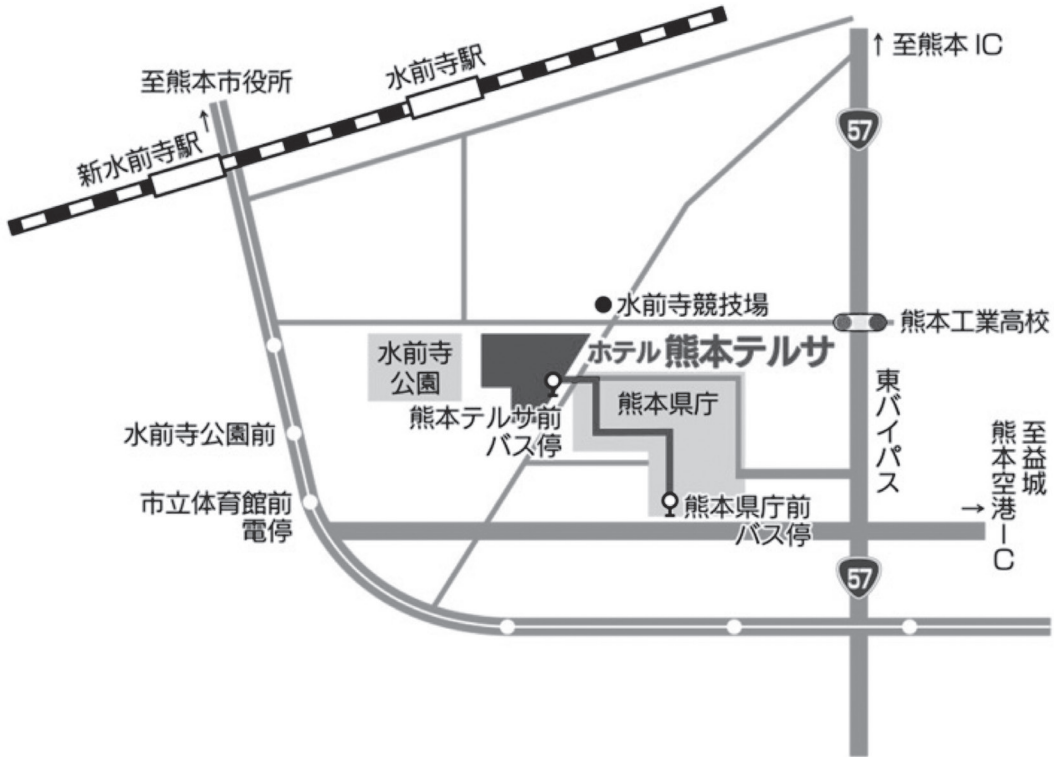 水前寺駅
↑ 至熊本IC
至熊本市役所
↑
57
新水前寺駅
水前寺競技場
熊本工業高校
水前寺
公園
ホテル 熊本テルサ
熊本県庁
熊本テルサ前
バス停
東バイパス
水前寺公園前
至益城
熊本空港IC
→
市立体育館前
電停
熊本県庁前
バス停
57